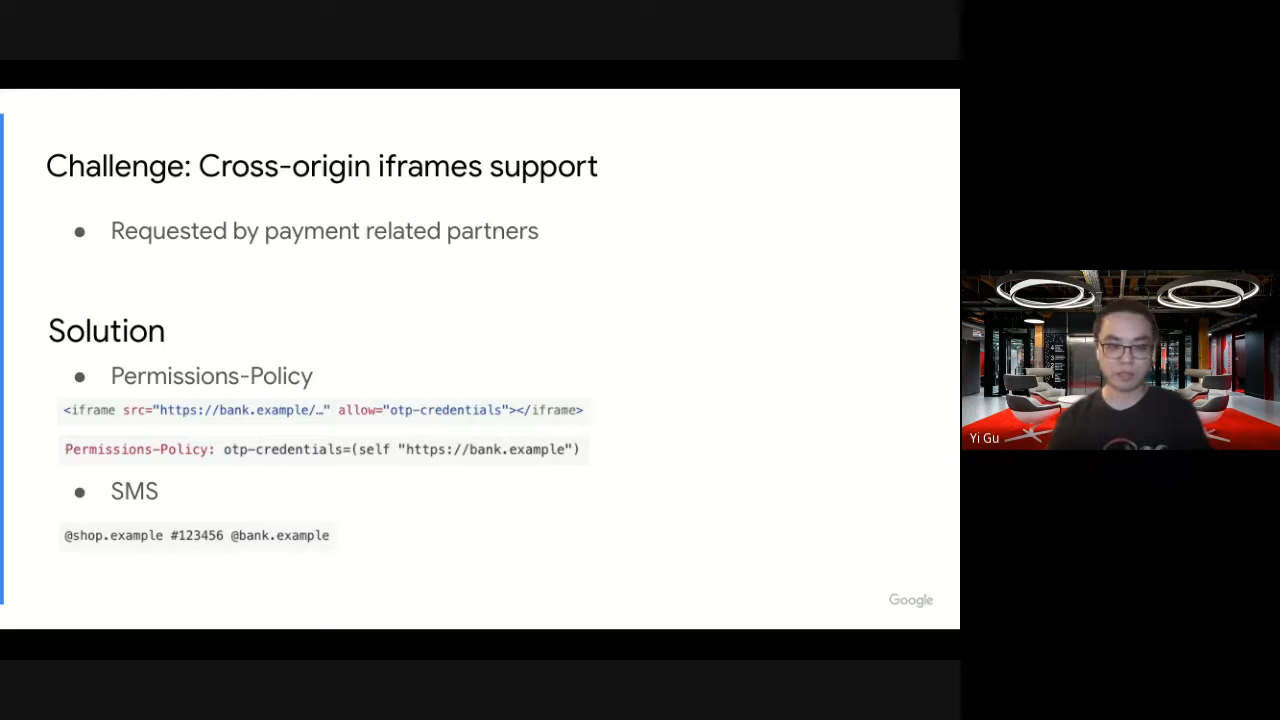 Challenge: Cross-origin iframes support
● Requested by payment related partners
Solution
● Permissions-Policy
<iframe src="https://bank.example/…" allow="otp-credentials"></iframe>
Permissions-Policy: otp-credentials=(self "https://bank.example")
● SMS
@shop.example #123456 @bank.example
Google
Yi Gu